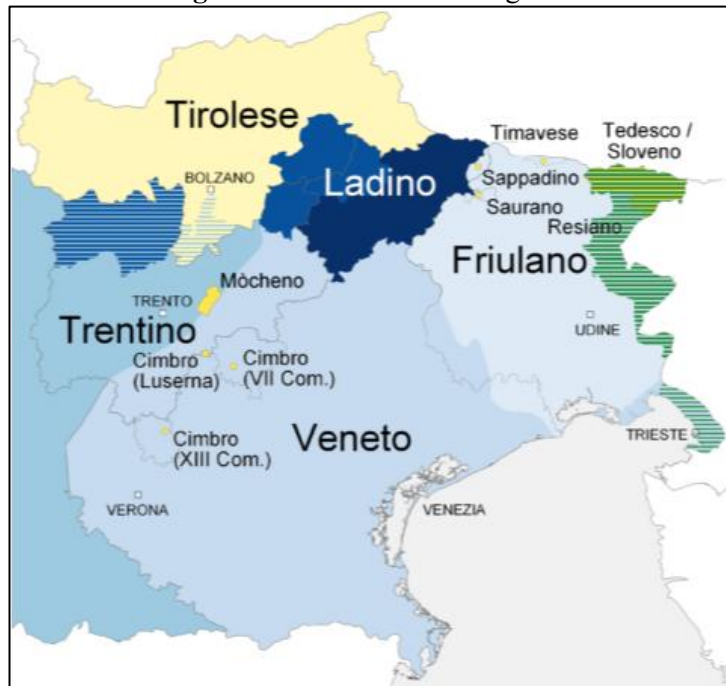 Tirolese
BOLZANO
Ladino
Timavese
Tedesco /
Sloveno
Sappadino
Saurano
Resiano
Friulano
Mòcheno
TRENTO
Trentino
UDINE
Cimbro
(Luserna)
Cimbro
(VII Com.)
Cimbro
(XIII Com.)
Veneto
TRIESTE
VERONA
VENEZIA